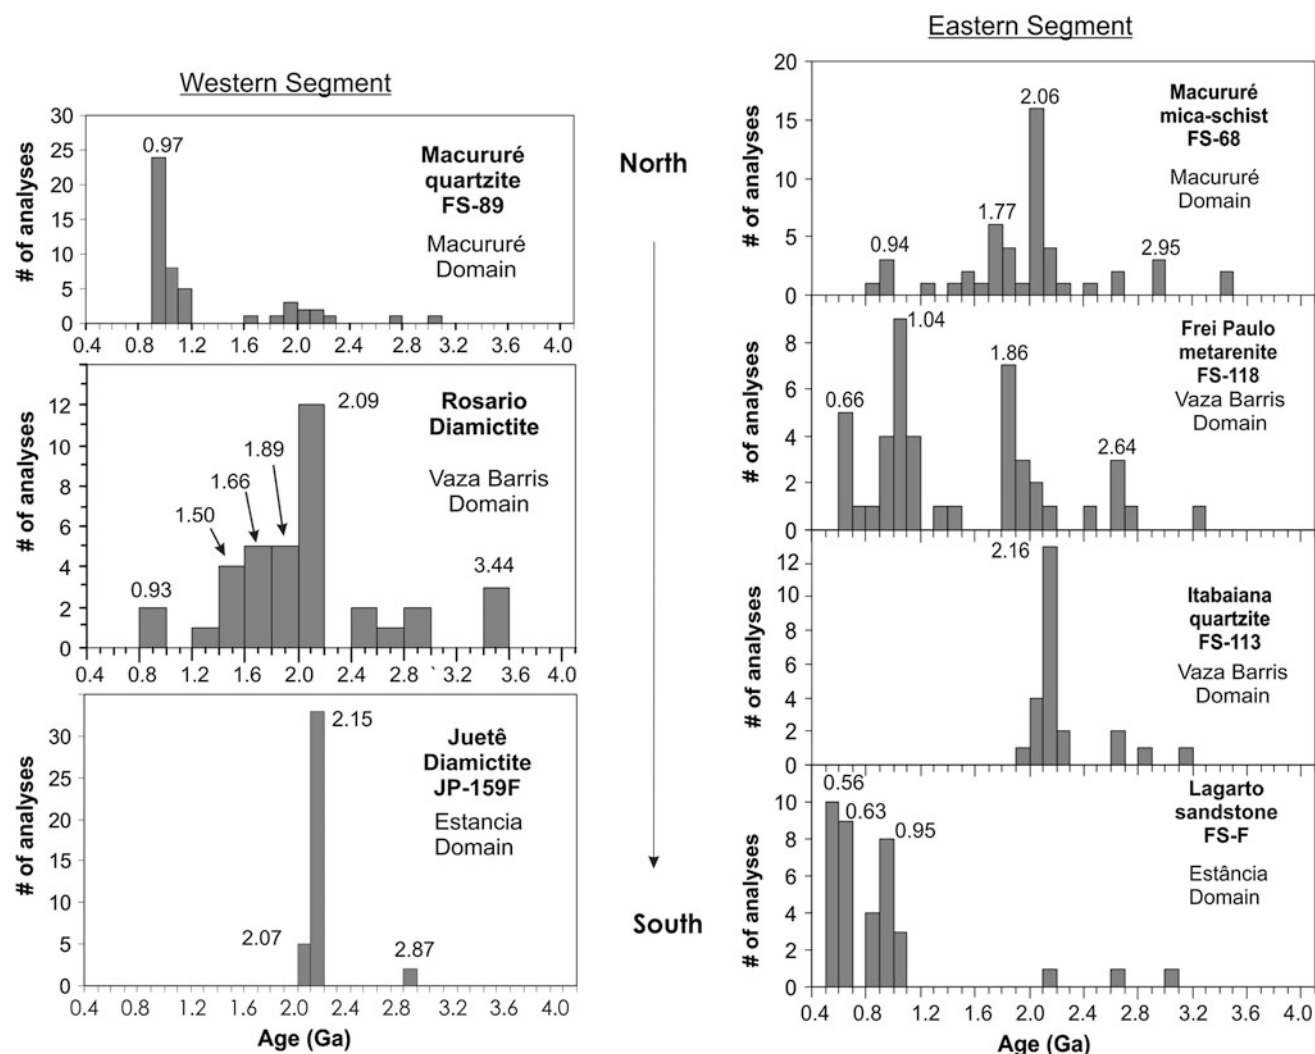 Western Segment
# of analyses
30
25
20
15
10
5
0
0.97
Macururé
quartzite
FS-89
Macururé
Domain
0.4 0.8 1.2 1.6 2.0 2.4 2.8 3.2 3.6 4.0
# of analyses
12
10
8
6
4
2
0
0.93
1.50
1.66
1.89
2.09
3.44
Rosario
Diamictite
Vaza Barris
Domain
0.4 0.8 1.2 1.6 2.0 2.4 2.8 3.2 3.6 4.0
# of analyses
30
25
20
15
10
5
0
2.07
2.15
2.87
Juetê
Diamictite
JP-159F
Estancia
Domain
0.4 0.8 1.2 1.6 2.0 2.4 2.8 3.2 3.6 4.0
Age (Ga)
North
South
Eastern Segment
# of analyses
20
15
10
5
0
0.94
1.77
2.06
2.95
Macururé
mica-schist
FS-68
Macururé
Domain
# of analyses
8
6
4
2
0
0.66
1.04
1.86
2.64
Frei Paulo
metarenite
FS-118
Vaza Barris
Domain
# of analyses
12
10
8
6
4
2
0
2.16
Itabaiana
quartzite
FS-113
Vaza Barris
Domain
# of analyses
10
8
6
4
2
0
0.56
0.63
0.95
Lagarto
sandstone
FS-F
Estância
Domain
0.4 0.8 1.2 1.6 2.0 2.4 2.8 3.2 3.6 4.0
Age (Ga)